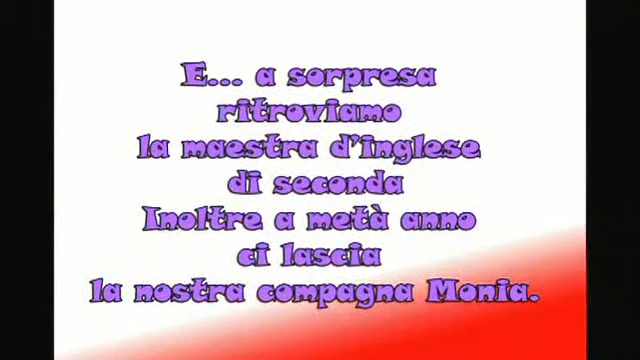 E... a sorpresa
ritroviamo
la maestra d'inglese
di seconda
Inoltre a metà anno
ci lascia
la nostra compagna Monia.